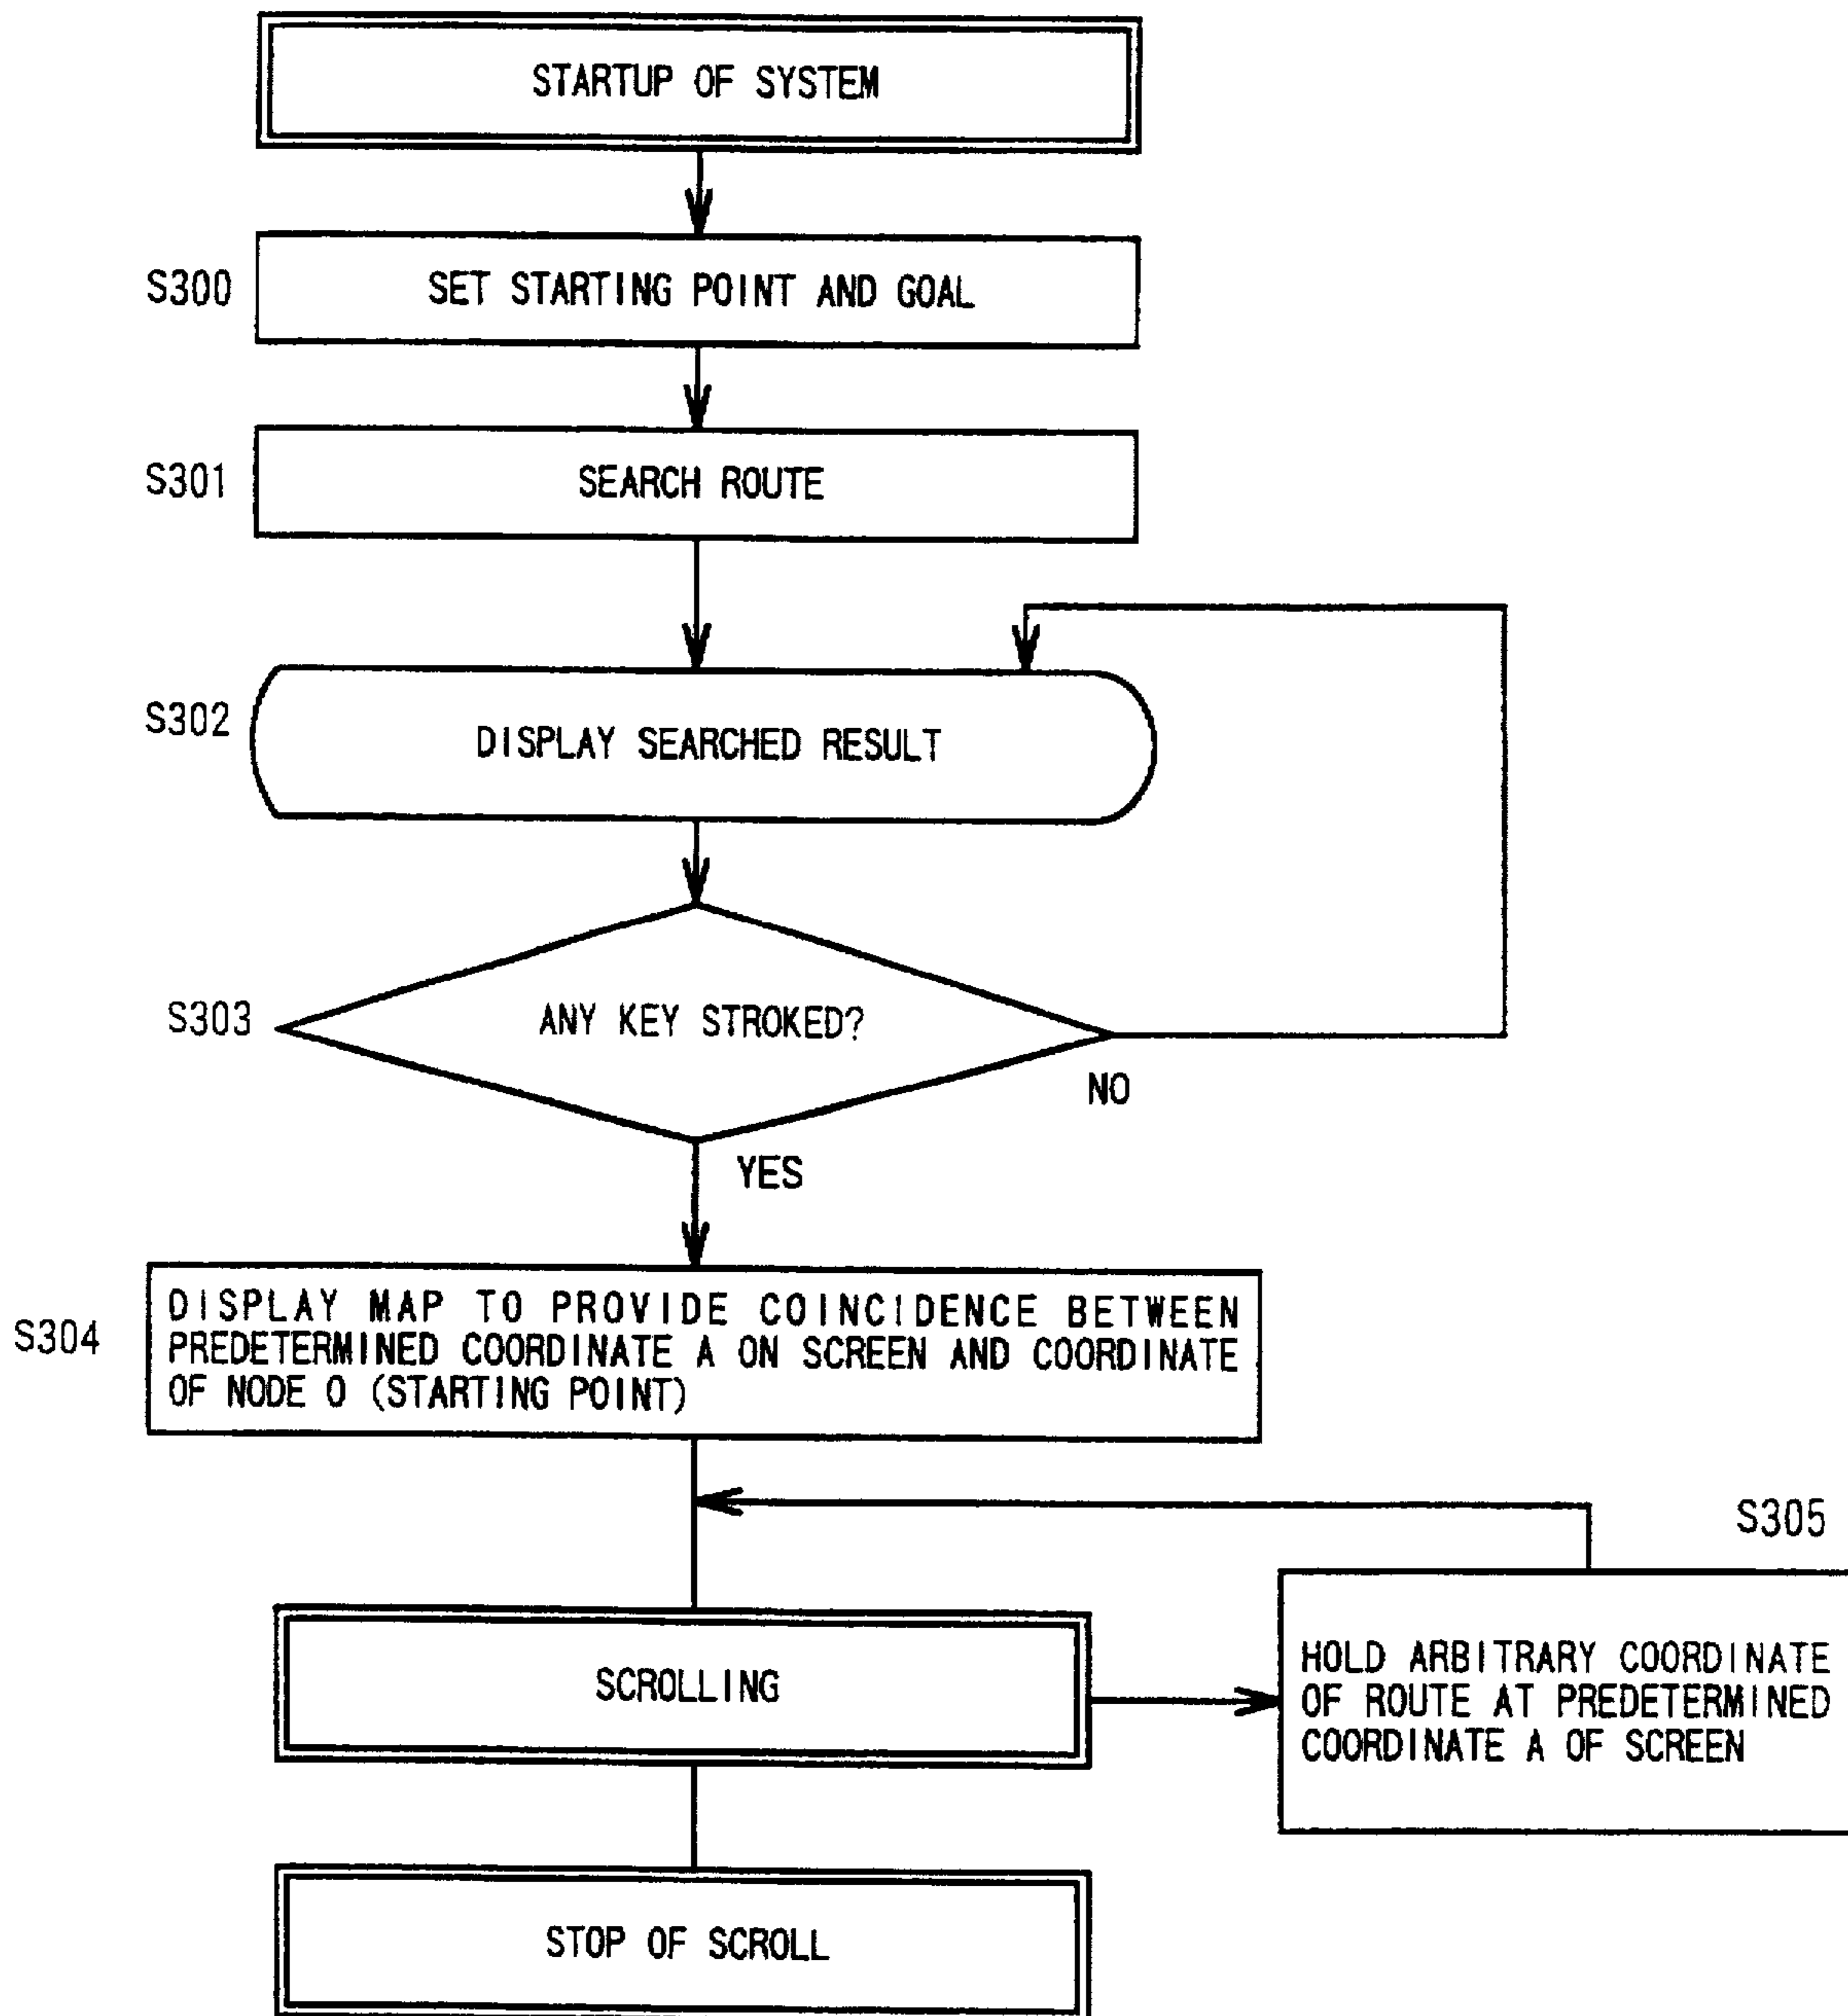 STARTUP OF SYSTEM
S300
SET STARTING POINT AND GOAL
S301
SEARCH ROUTE
S302
DISPLAY SEARCHED RESULT
S303
ANY KEY STROKED?
NO
YES
S304
DISPLAY MAP TO PROVIDE COINCIDENCE BETWEEN
PREDETERMINED COORDINATE A ON SCREEN AND COORDINATE
OF NODE 0 (STARTING POINT)
S305
SCROLLING
HOLD ARBITRARY COORDINATE
OF ROUTE AT PREDETERMINED
COORDINATE A OF SCREEN
STOP OF SCROLL